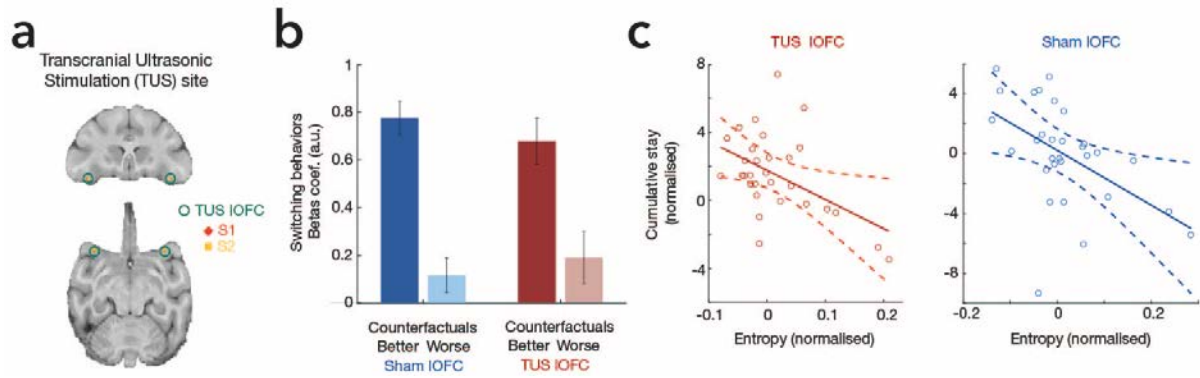 a
Transcranial Ultrasonic
Stimulation (TUS) site
TUS lOFC
S1
S2
b
Switching behaviors
Betas coef. (a.u.)
1
0.8
0.6
0.4
0.2
0
Counterfactuals
Better Worse
Sham lOFC
Counterfactuals
Better Worse
TUS lOFC
c
TUS lOFC
Cumulative stay
(normalised)
8
4
0
-4
-0.1
0
0.1
0.2
Entropy (normalised)
Sham lOFC
4
0
-4
-8
-0.2
0
0.2
Entropy (normalised)